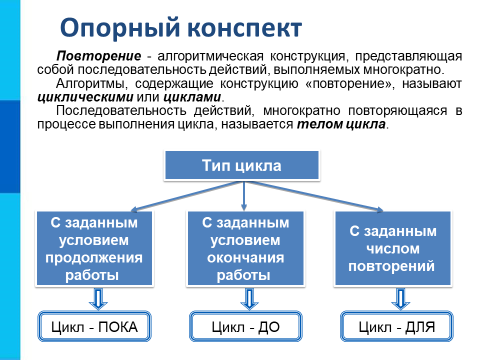 Опорный конспект
Повторение - алгоритмическая конструкция, представляющая
собой последовательность действий, выполняемых многократно.
Алгоритмы, содержащие конструкцию «повторение», называют
циклическими или циклами.
Последовательность действий, многократно повторяющаяся в
процессе выполнения цикла, называется телом цикла.
Тип цикла
С заданным
условием
продолжения
работы
С заданным
условием
окончания
работы
С заданным
числом
повторений
Цикл - ПОКА
Цикл - ДО
Цикл - ДЛЯ